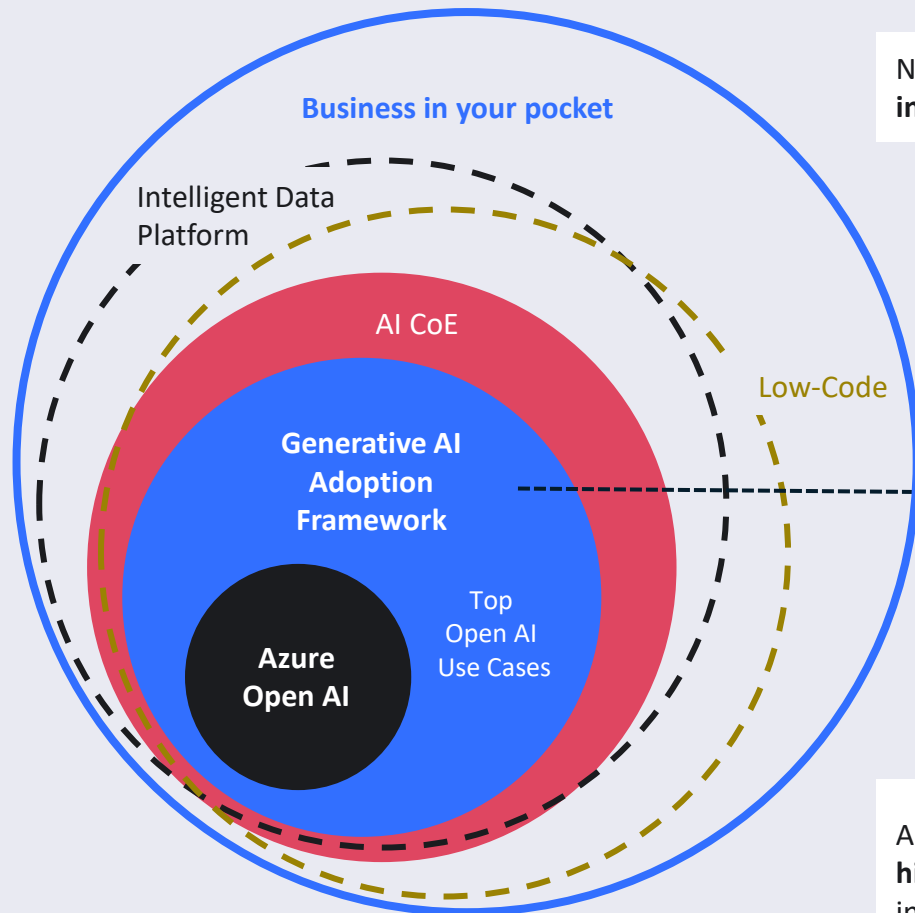 Business in your pocket
Intelligent Data
Platform
AI CoE
Low-Code
Generative AI
Adoption
Framework
Top
Open AI
Use Cases
Azure
Open AI